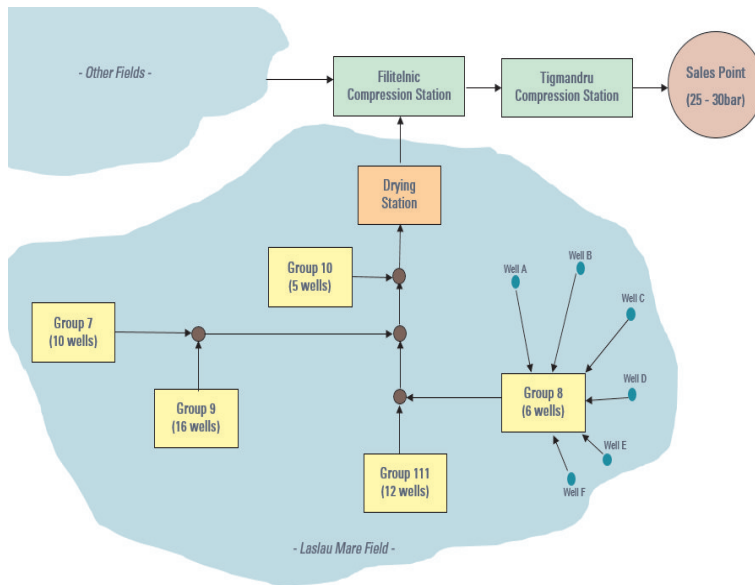 - Other Fields -
Filitelnic
Compression Station
Tigmandru
Compression Station
Sales Point
(25 - 30bar)
Drying
Station
Group 10
(5 wells)
Well A
Well B
Well C
Group 7
(10 wells)
Group 9
(16 wells)
Group 8
(6 wells)
Well D
Well E
Well F
Group 111
(12 wells)
- Laslau Mare Field -